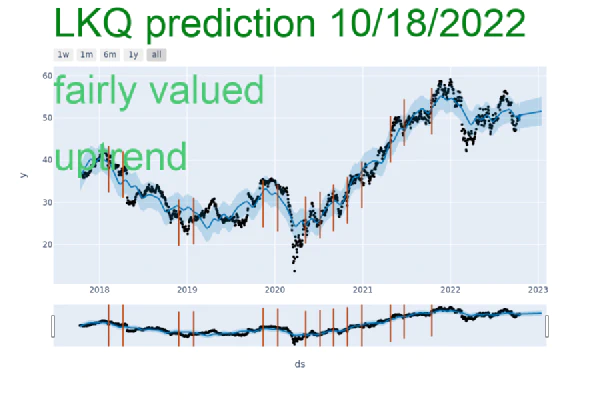 LKQ prediction 10/18/2022
1w 1m 6m 1y all
fairly valued
uptrend
60
50
40
30
20
y
2018 2019 2020 2021 2022 2023
ds